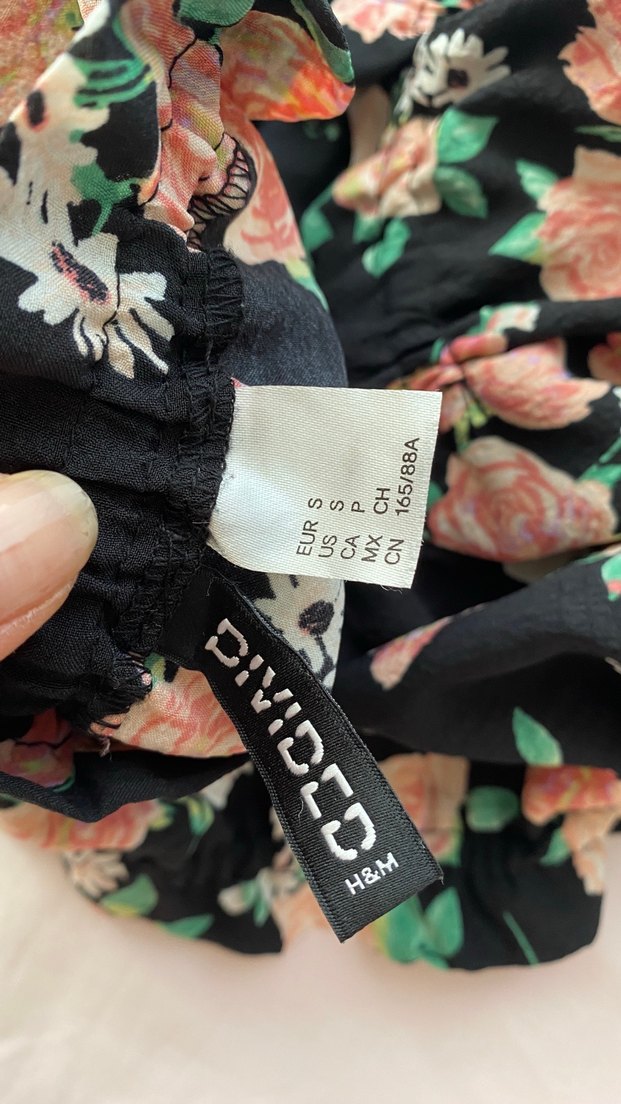 EUR S
US S
CA P
MX CH
CN 165/88A
DIVIDED
H&M